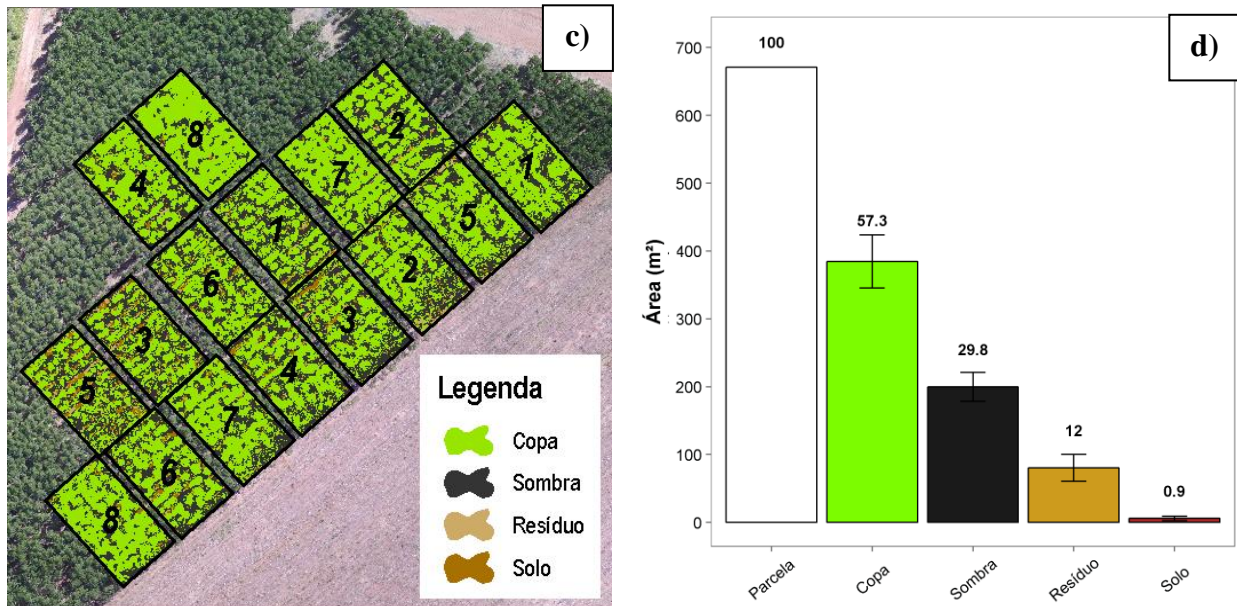 c)
8
2
4
7
1
1
5
6
2
3
3
5
4
7
6
8
Legenda
Copa
Sombra
Resíduo
Solo
d)
Área (m²)
700
600
500
400
300
200
100
0
100
57.3
29.8
12
0.9
Parcela
Copa
Sombra
Resíduo
Solo